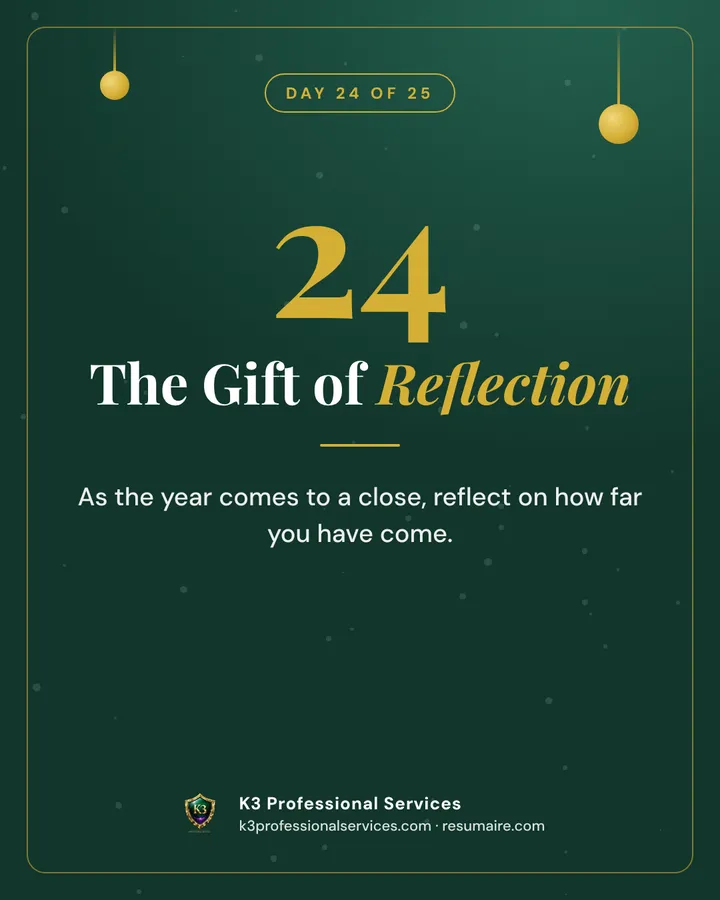 DAY 24 OF 25
24
The Gift of Reflection
As the year comes to a close, reflect on how far
you have come.
K3
K3 Professional Services
k3professionalservices.com · resumaire.com